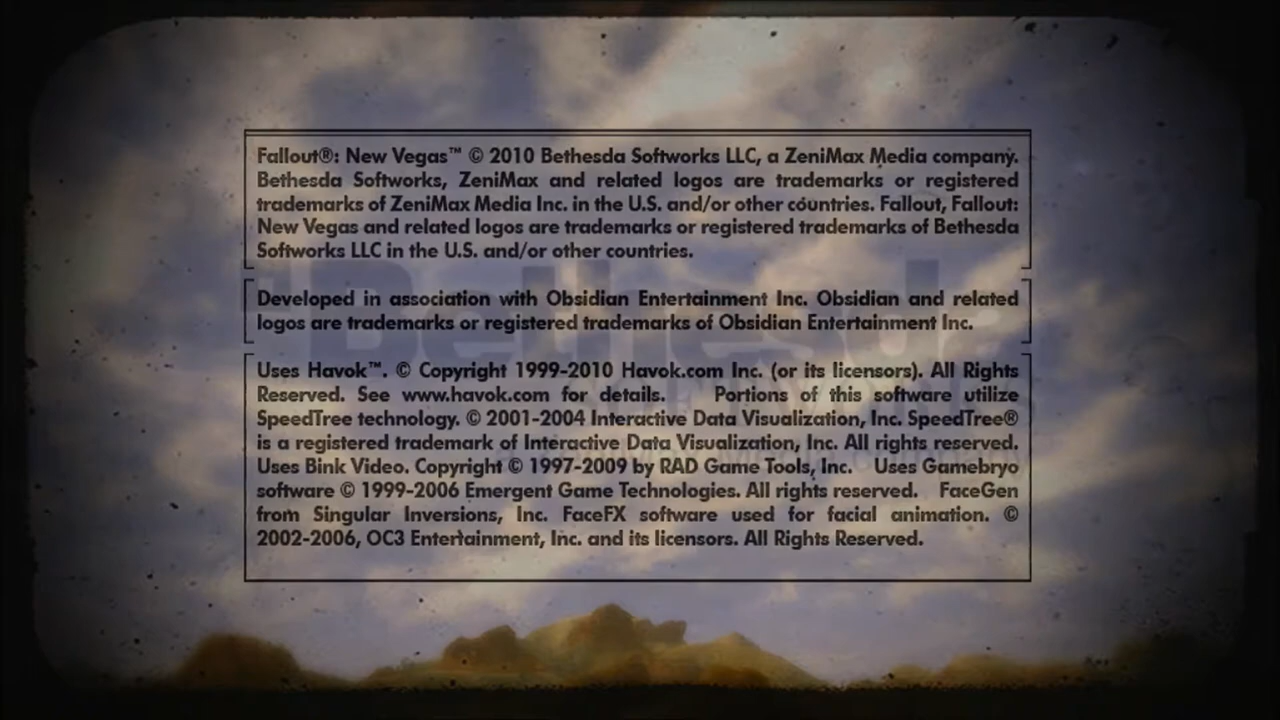 Fallout®: New Vegas™ © 2010 Bethesda Softworks LLC, a ZeniMax Media company.
Bethesda Softworks, ZeniMax and related logos are trademarks or registered
trademarks of ZeniMax Media Inc. in the U.S. and/or other countries. Fallout, Fallout:
New Vegas and related logos are trademarks or registered trademarks of Bethesda
Softworks LLC in the U.S. and/or other countries.
Developed in association with Obsidian Entertainment Inc. Obsidian and related
logos are trademarks or registered trademarks of Obsidian Entertainment Inc.
Uses Havok™. © Copyright 1999-2010 Havok.com Inc. (or its licensors). All Rights
Reserved. See www.havok.com for details. Portions of this software utilize
SpeedTree technology. © 2001-2004 Interactive Data Visualization, Inc. SpeedTree®
is a registered trademark of Interactive Data Visualization, Inc. All rights reserved.
Uses Bink Video. Copyright © 1997-2009 by RAD Game Tools, Inc. Uses Gamebryo
software © 1999-2006 Emergent Game Technologies. All rights reserved. FaceGen
from Singular Inversions, Inc. FaceFX software used for facial animation. ©
2002-2006, OC3 Entertainment, Inc. and its licensors. All Rights Reserved.
Bethesda